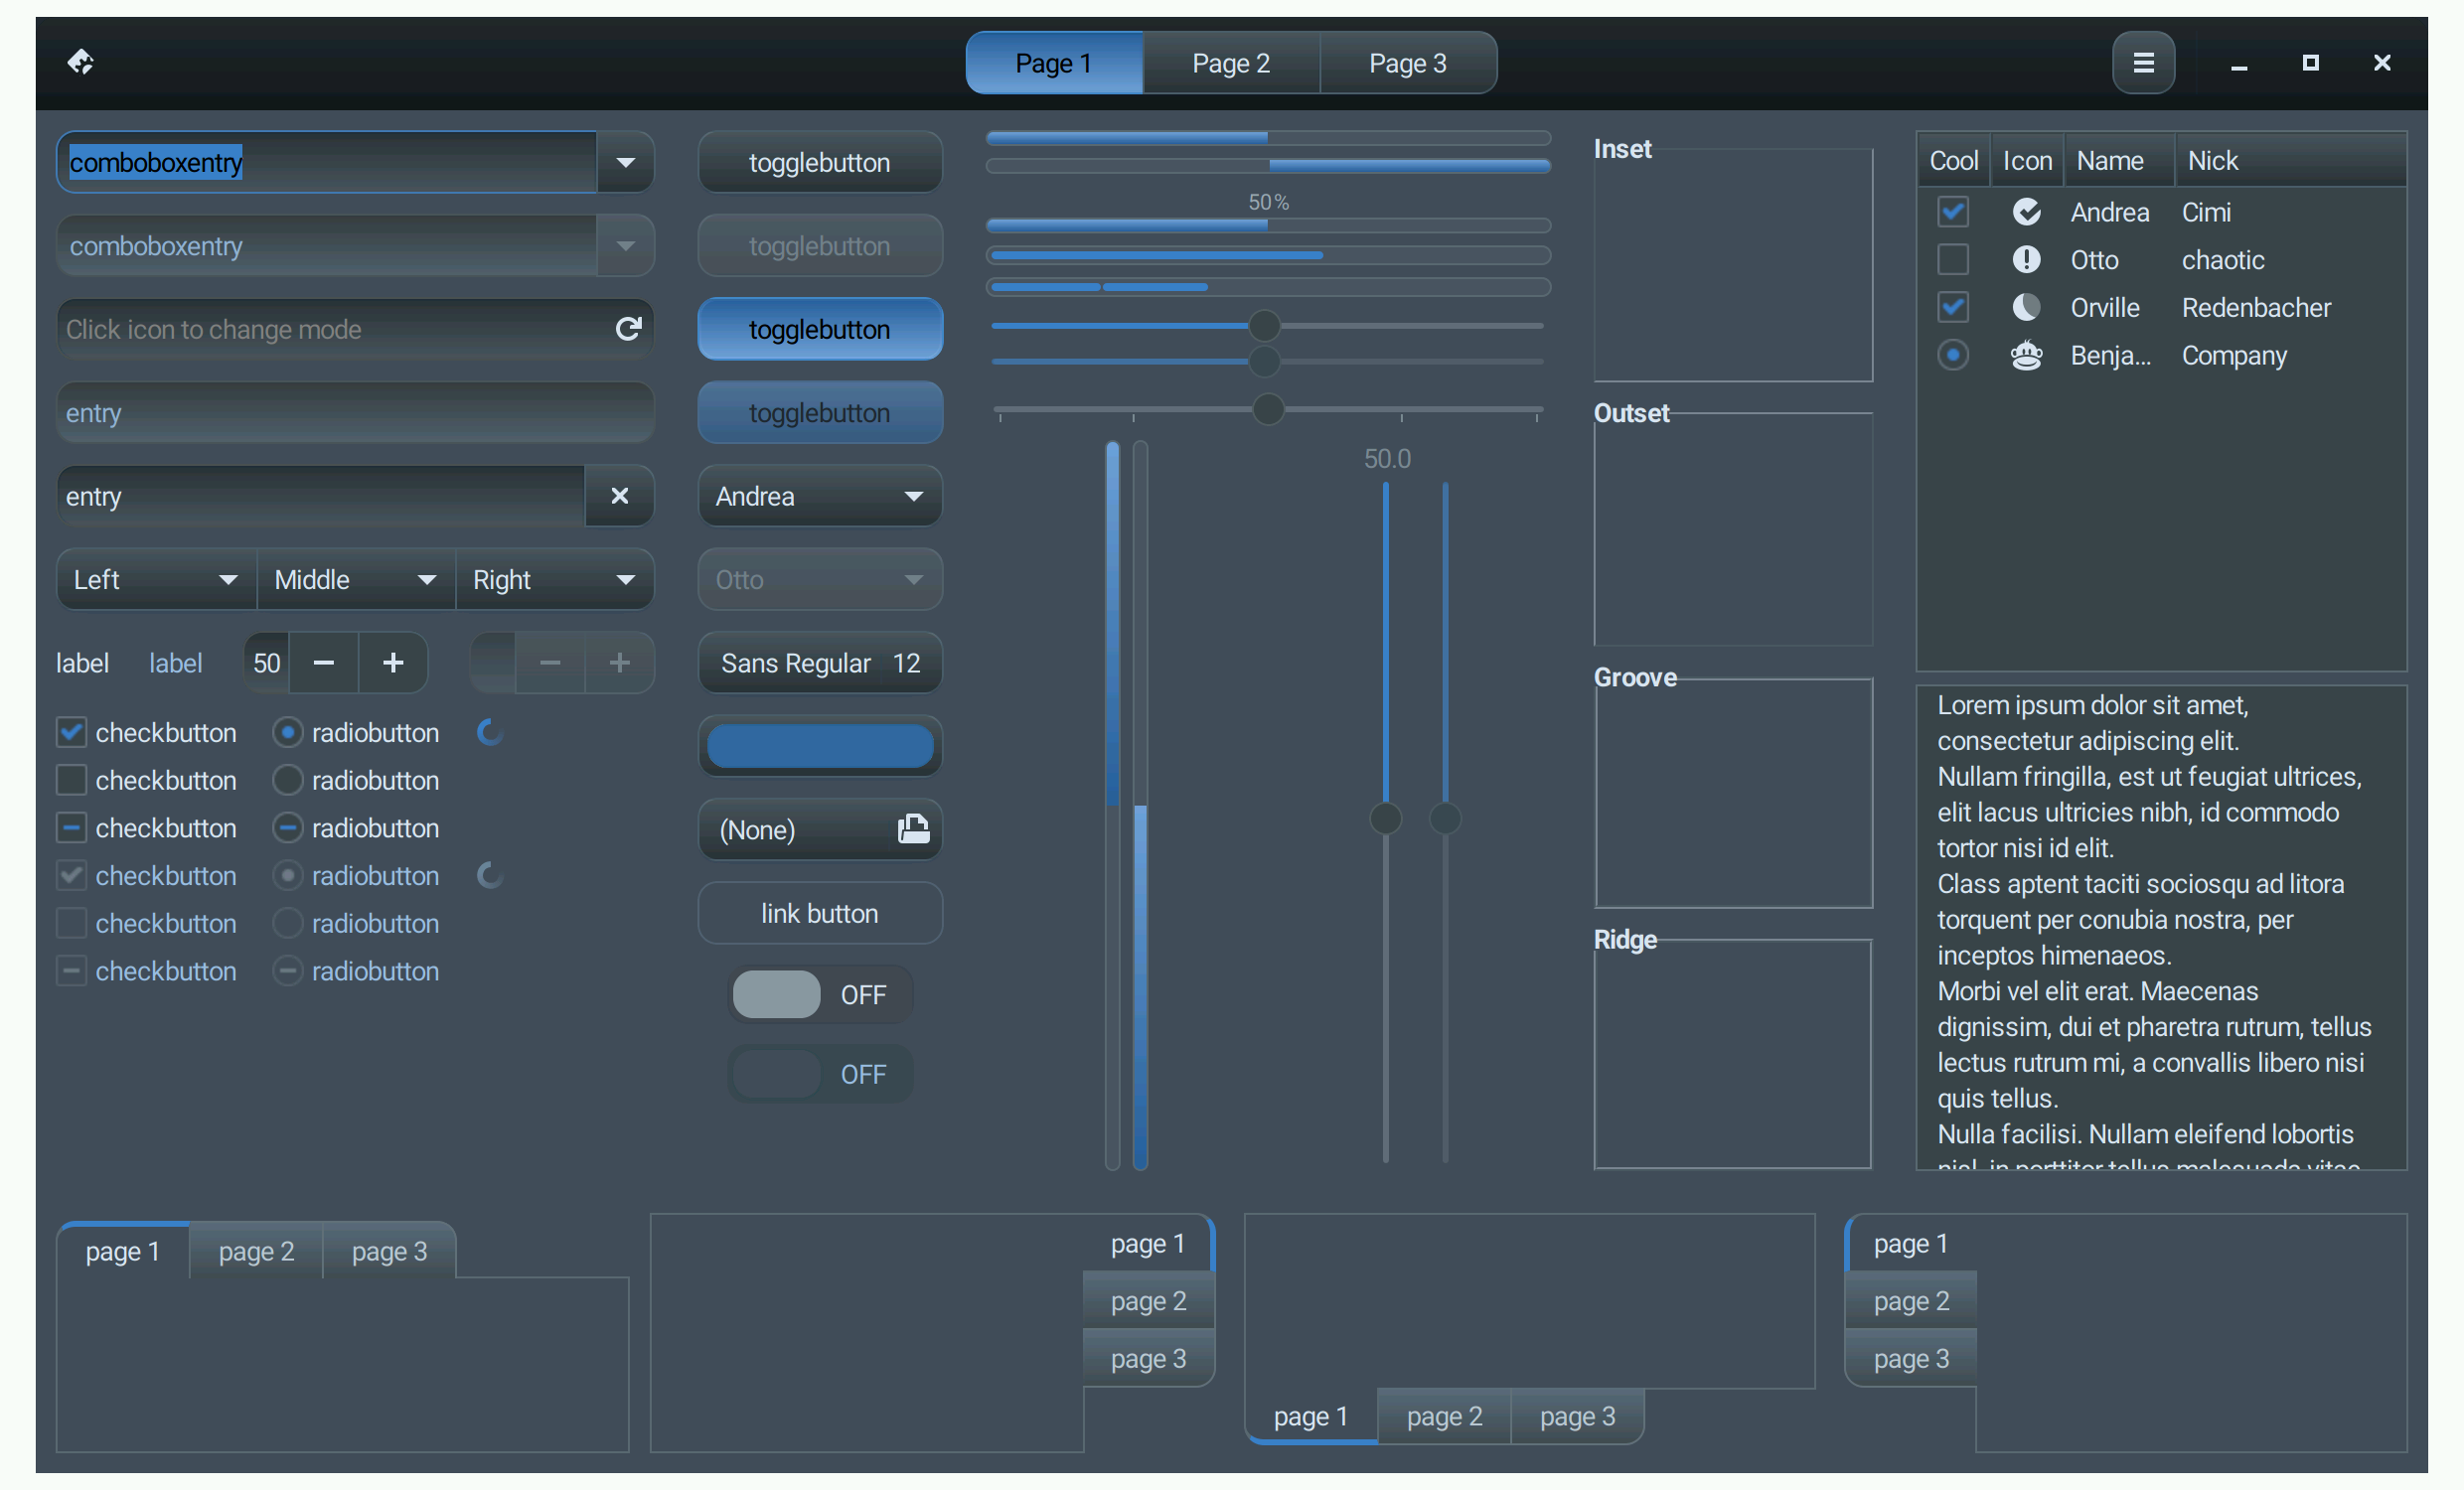 Page 1
Page 2
Page 3
comboboxentry
comboboxentry
Click icon to change mode
entry
entry
Left
Middle
Right
label
label
50
checkbutton
radiobutton
checkbutton
radiobutton
checkbutton
radiobutton
checkbutton
radiobutton
checkbutton
radiobutton
checkbutton
radiobutton
togglebutton
togglebutton
togglebutton
togglebutton
Andrea
Otto
Sans Regular 12
(None)
link button
OFF
OFF
50%
50.0
Inset
Outset
Groove
Ridge
Cool Icon Name Nick
Andrea Cimi
Otto chaotic
Orville Redenbacher
Benja... Company
Lorem ipsum dolor sit amet,
consectetur adipiscing elit.
Nullam fringilla, est ut feugiat ultrices,
elit lacus ultricies nibh, id commodo
tortor nisi id elit.
Class aptent taciti sociosqu ad litora
torquent per conubia nostra, per
inceptos himenaeos.
Morbi vel elit erat. Maecenas
dignissim, dui et pharetra rutrum, tellus
lectus rutrum mi, a convallis libero nisi
quis tellus.
Nulla facilisi. Nullam eleifend lobortis
nisl, in porttitor tellus malesuada vitae.
page 1
page 2
page 3
page 1
page 2
page 3
page 1
page 2
page 3
page 1
page 2
page 3